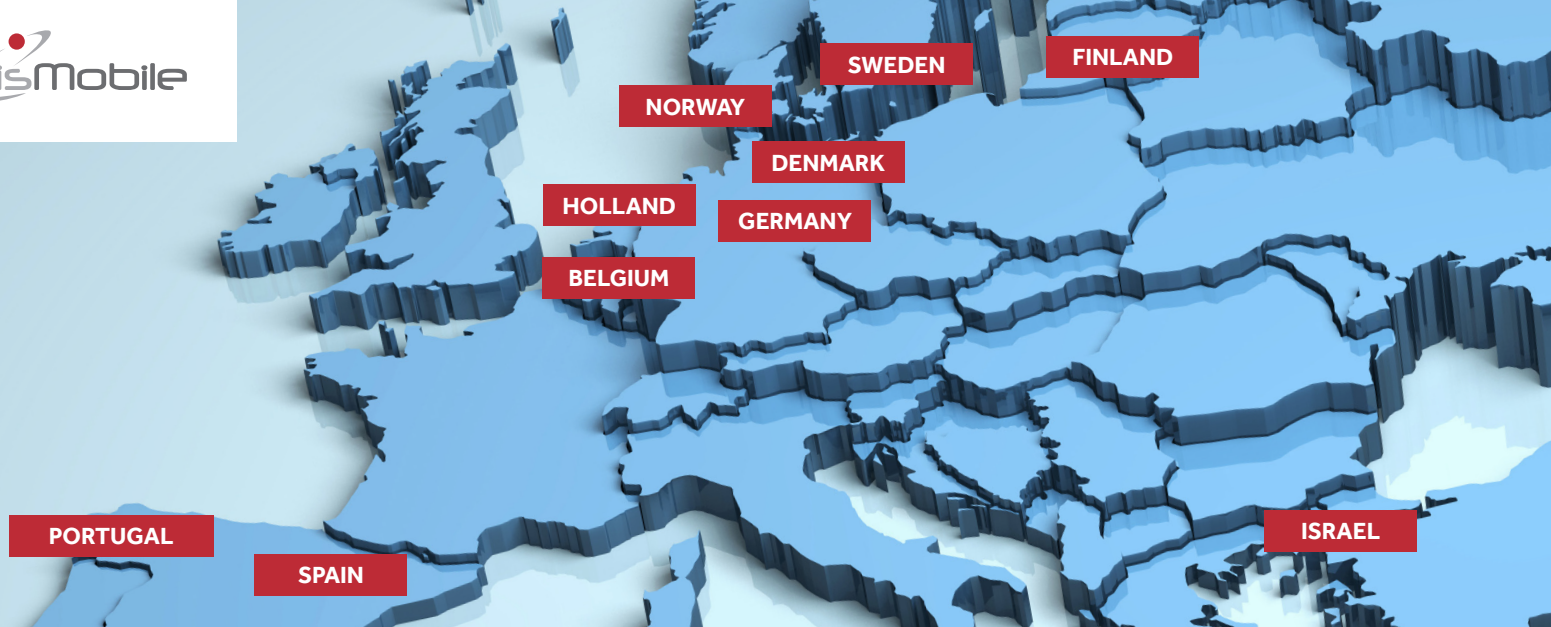 isMobile
SWEDEN
FINLAND
NORWAY
DENMARK
HOLLAND
GERMANY
BELGIUM
PORTUGAL
SPAIN
ISRAEL